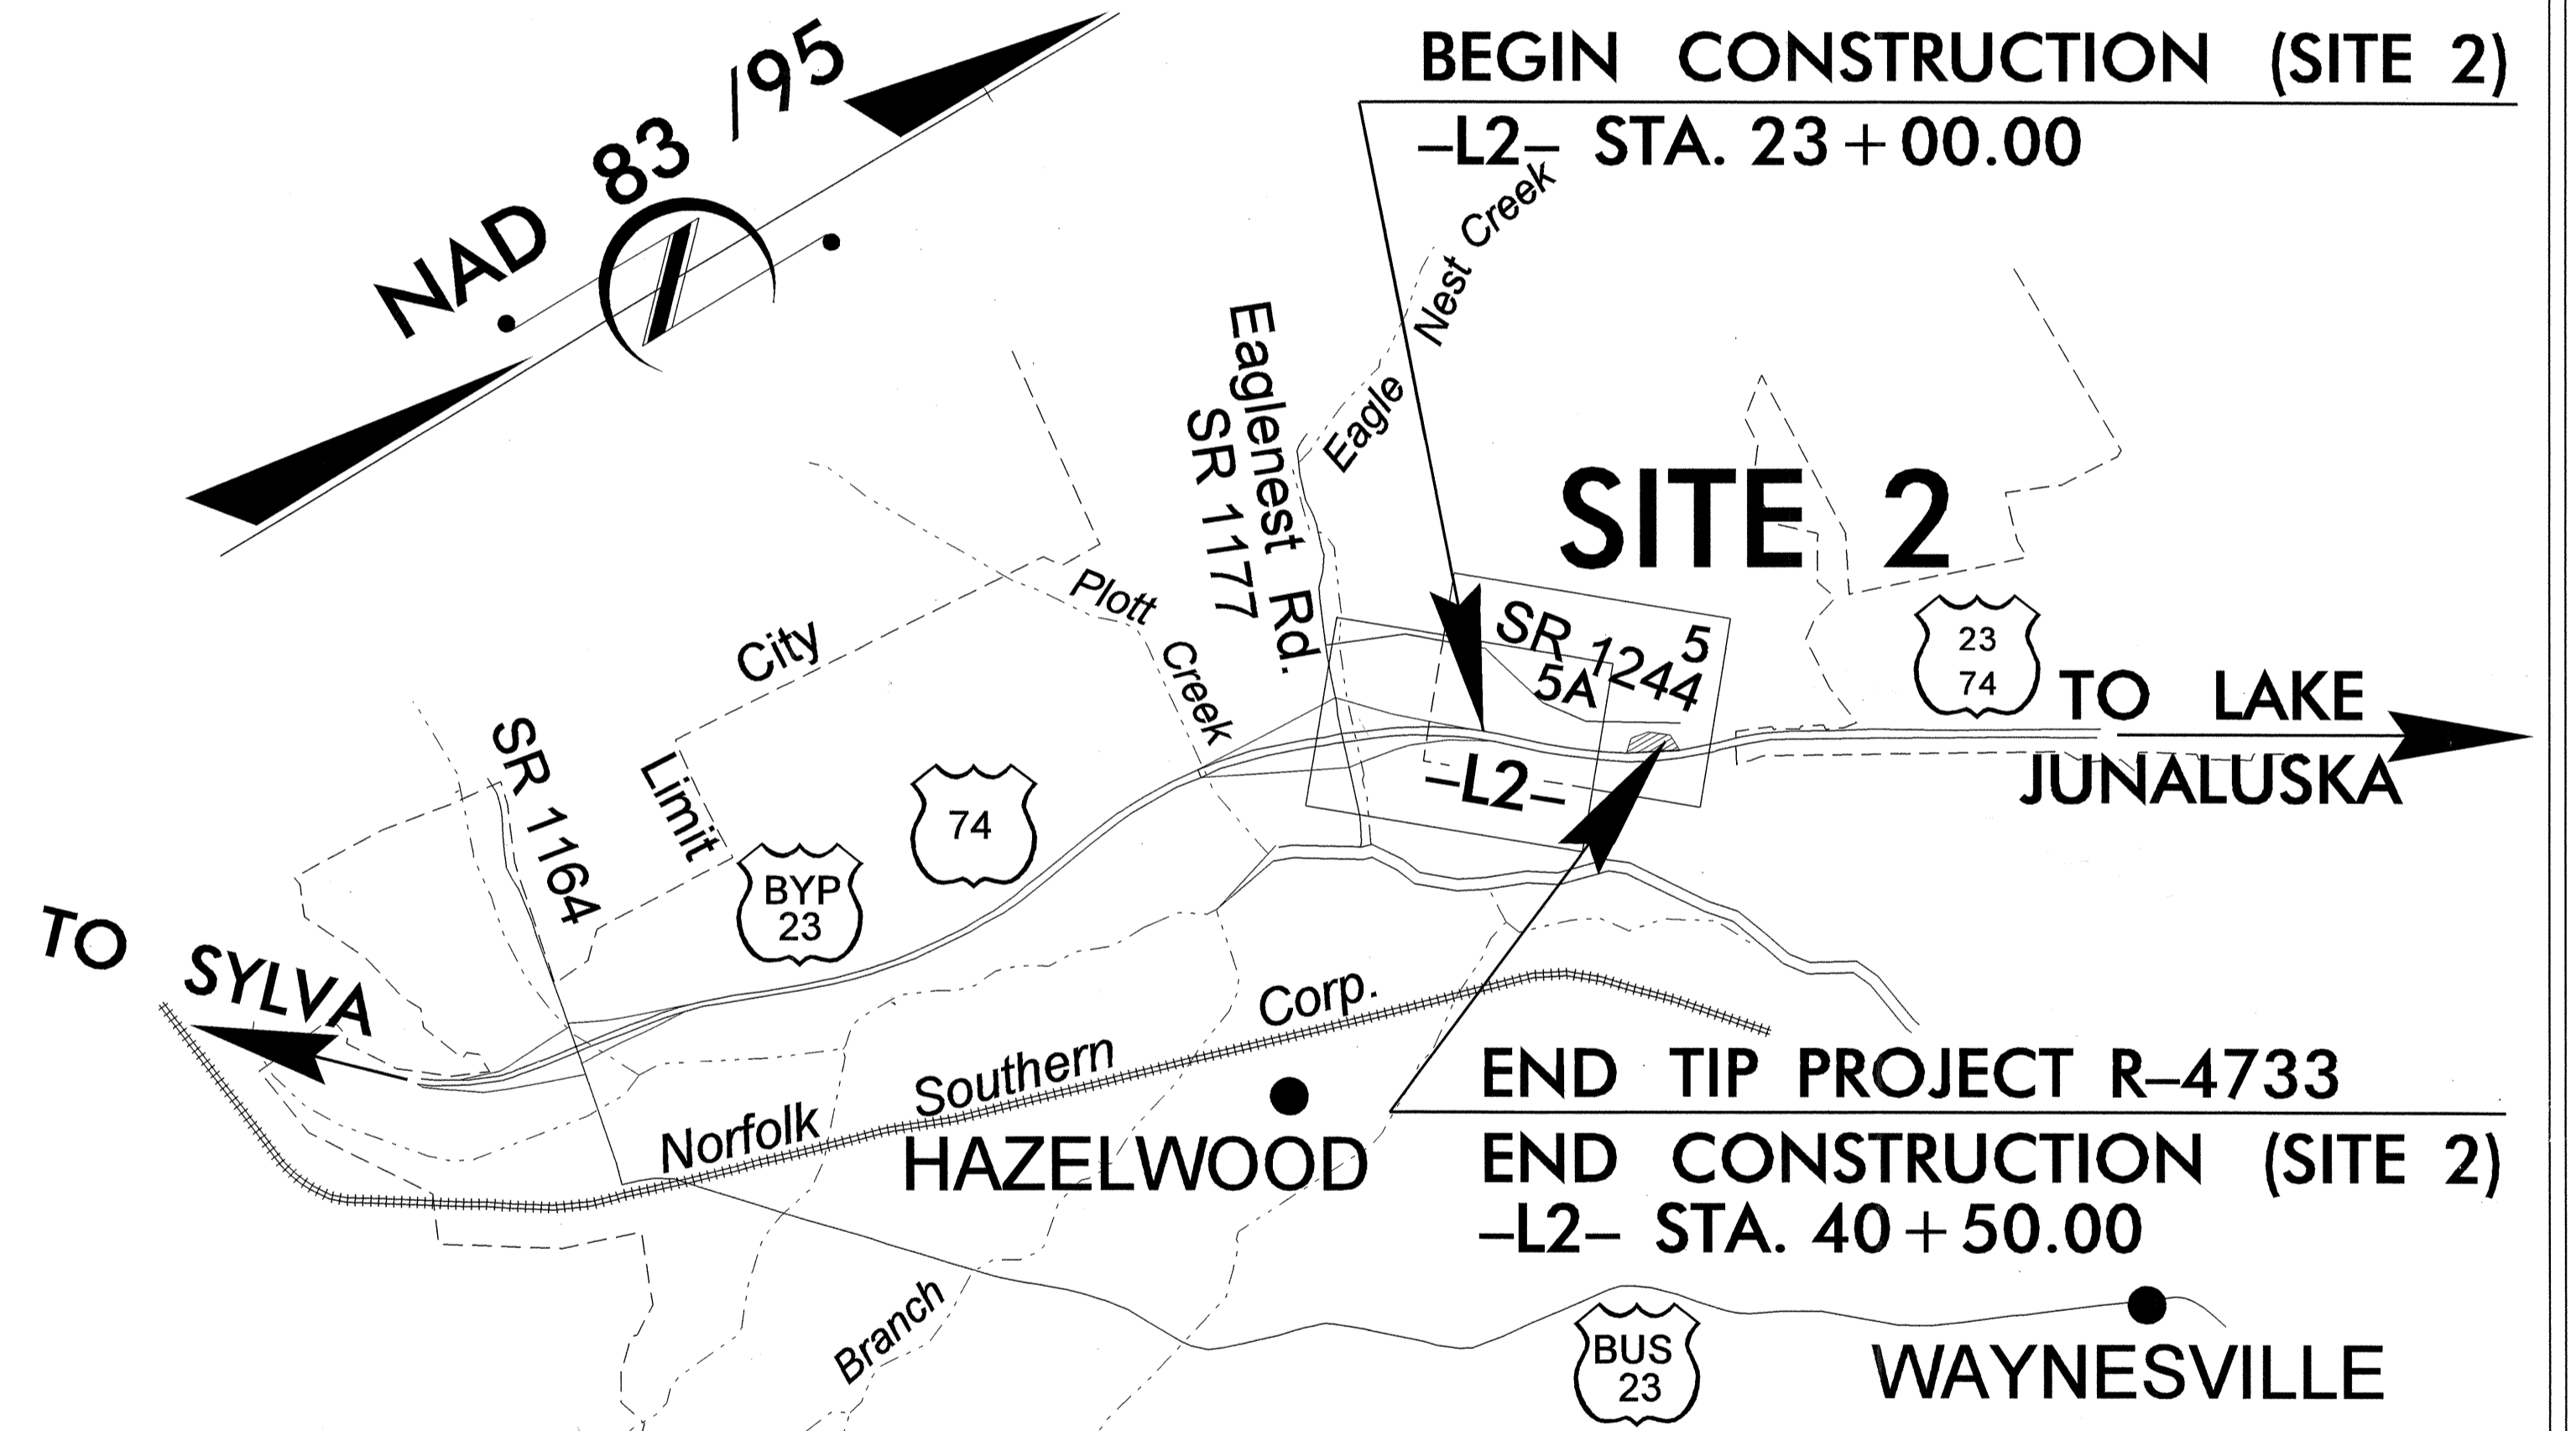 BEGIN CONSTRUCTION (SITE 2)
–L2– STA. 23+00.00
NAD 83 /95
Eagle Nest Creek
Eaglenest Rd.
SR 1177
SITE 2
Plott Creek
City Limit
SR 1244
5
5A
23
74
TO LAKE
JUNALUSKA
–L2–
SR 1164
74
BYP
23
TO SYLVA
Norfolk Southern Corp.
HAZELWOOD
END TIP PROJECT R–4733
END CONSTRUCTION (SITE 2)
–L2– STA. 40+50.00
Branch
BUS
23
WAYNESVILLE